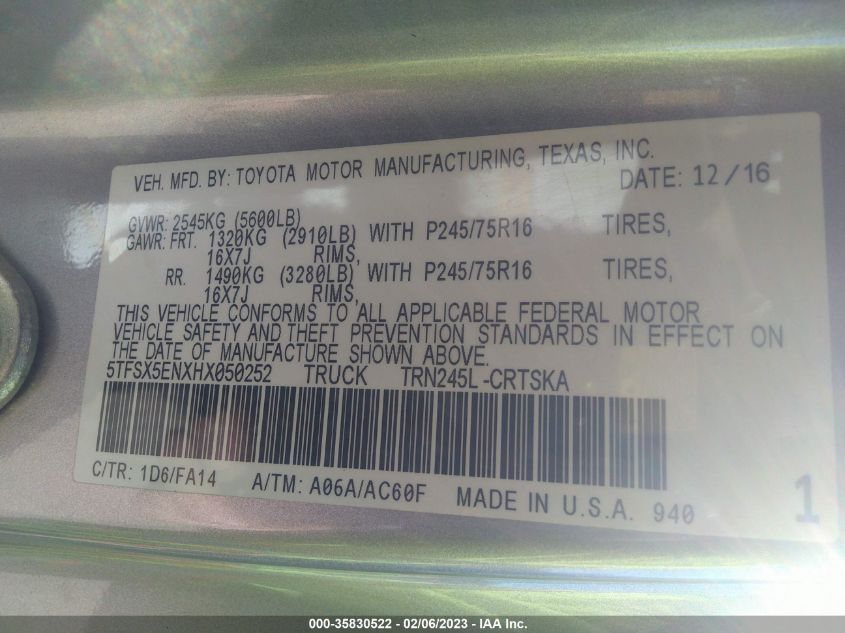 VEH. MFD. BY: TOYOTA MOTOR MANUFACTURING, TEXAS, INC.
DATE: 12/16
GVWR: 2545KG (5600LB)
GAWR: FRT. 1320KG (2910LB) WITH P245/75R16 TIRES,
16X7J RIMS,
RR. 1490KG (3280LB) WITH P245/75R16 TIRES,
16X7J RIMS,
THIS VEHICLE CONFORMS TO ALL APPLICABLE FEDERAL MOTOR
VEHICLE SAFETY AND THEFT PREVENTION STANDARDS IN EFFECT ON
THE DATE OF MANUFACTURE SHOWN ABOVE.
5TFSX5ENXHX050252 TRUCK TRN245L-CRTSKA
C/TR: 1D6/FA14 A/TM: A06A/AC60F MADE IN U.S.A. 940 1
000-35830522 - 02/06/2023 - IAA Inc.